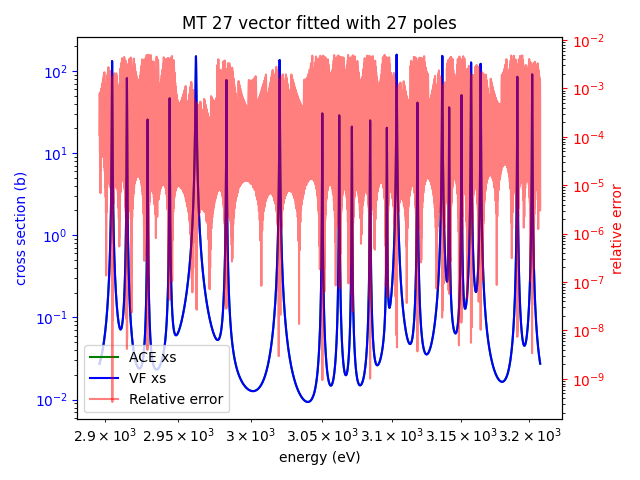 MT 27 vector fitted with 27 poles
cross section (b)
10²
10¹
10⁰
10⁻¹
10⁻²
10⁻²
10⁻³
10⁻⁴
10⁻⁵
10⁻⁶
10⁻⁷
10⁻⁸
10⁻⁹
relative error
ACE xs
VF xs
Relative error
2.9 × 10³ 2.95 × 10³ 3 × 10³ 3.05 × 10³ 3.1 × 10³ 3.15 × 10³ 3.2 × 10³
energy (eV)